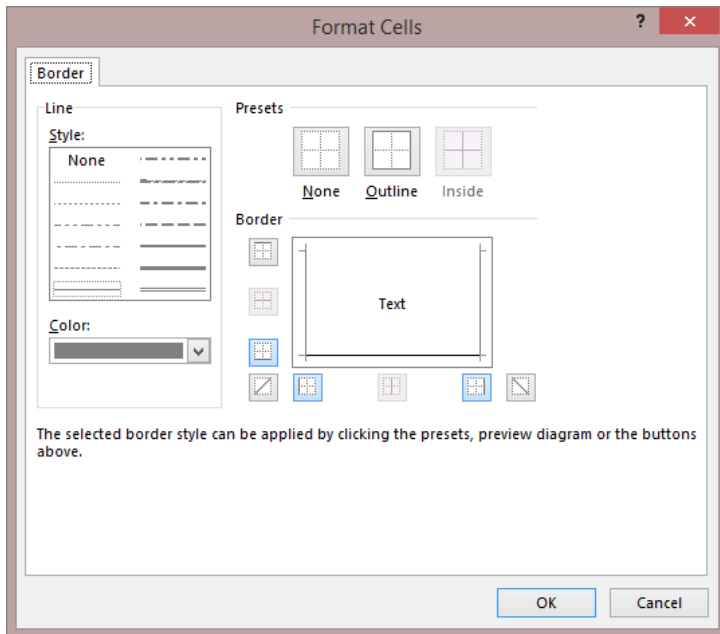 Format Cells
?
Border
Line
Style:
None
Presets
None
Outline
Inside
Border
Text
Color:
The selected border style can be applied by clicking the presets, preview diagram or the buttons
above.
OK
Cancel